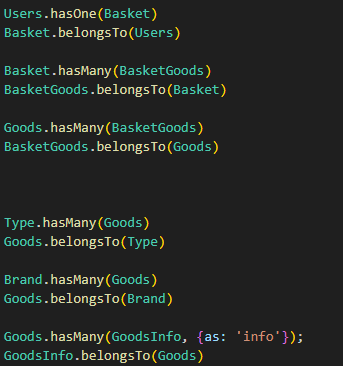 Users.hasOne(Basket)
Basket.belongsTo(Users)
Basket.hasMany(BasketGoods)
BasketGoods.belongsTo(Basket)
Goods.hasMany(BasketGoods)
BasketGoods.belongsTo(Goods)
Type.hasMany(Goods)
Goods.belongsTo(Type)
Brand.hasMany(Goods)
Goods.belongsTo(Brand)
Goods.hasMany(GoodsInfo, {as: 'info'});
GoodsInfo.belongsTo(Goods)